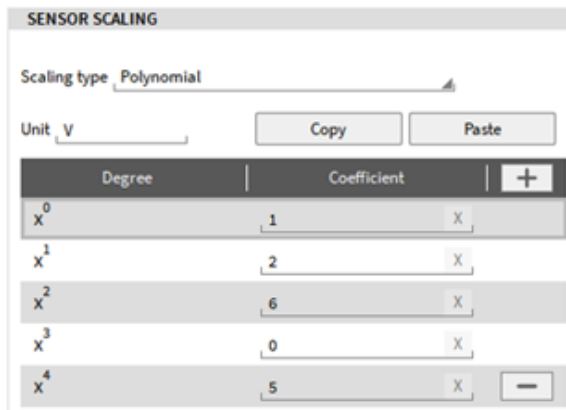 SENSOR SCALING
Scaling type Polynomial
Unit V Copy Paste
Degree Coefficient +
x⁰ 1 X
x¹ 2 X
x² 6 X
x³ 0 X
x⁴ 5 X −